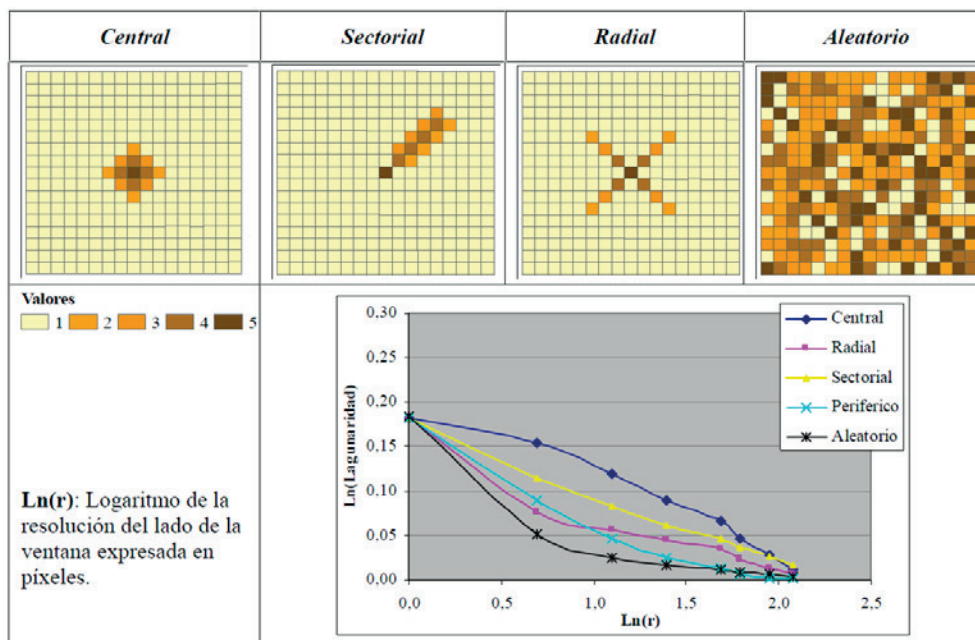 Central
Sectorial
Radial
Aleatorio
Valores
1 2 3 4 5
Ln(r): Logaritmo de la
resolución del lado de la
ventana expresada en
píxeles.
0.30
0.25
0.20
0,15
0,10
0.05
0,00
Ln(Lagunaridad)
0,0 0,5 1.0 1.5 2.0 2,5
Ln(r)
Central
Radial
Sectorial
Periferico
Aleatorio